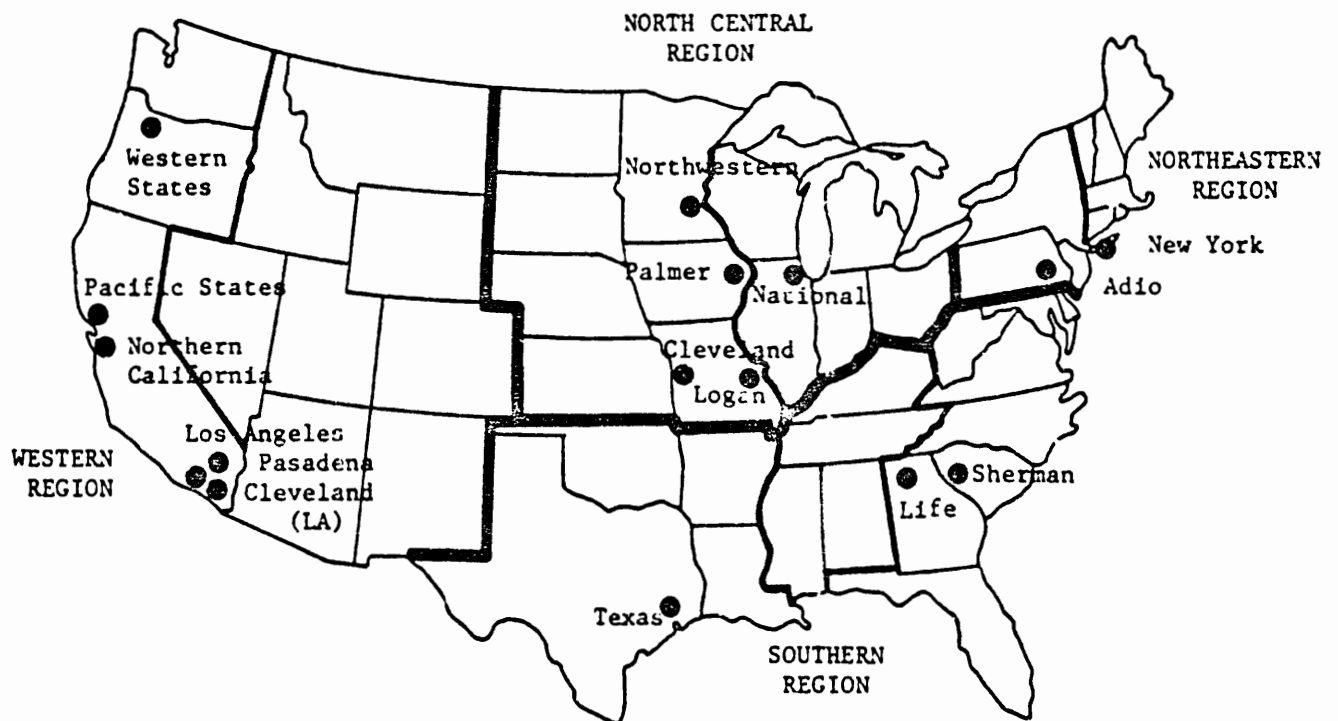 NORTH CENTRAL
REGION
Western
States
Northwestern
NORTHEASTERN
REGION
New York
Pacific States
Palmer
National
Adio
Northern
California
Cleveland
Logan
Los Angeles
WESTERN
REGION
Pasadena
Cleveland
(LA)
Sherman
Life
Texas
SOUTHERN
REGION